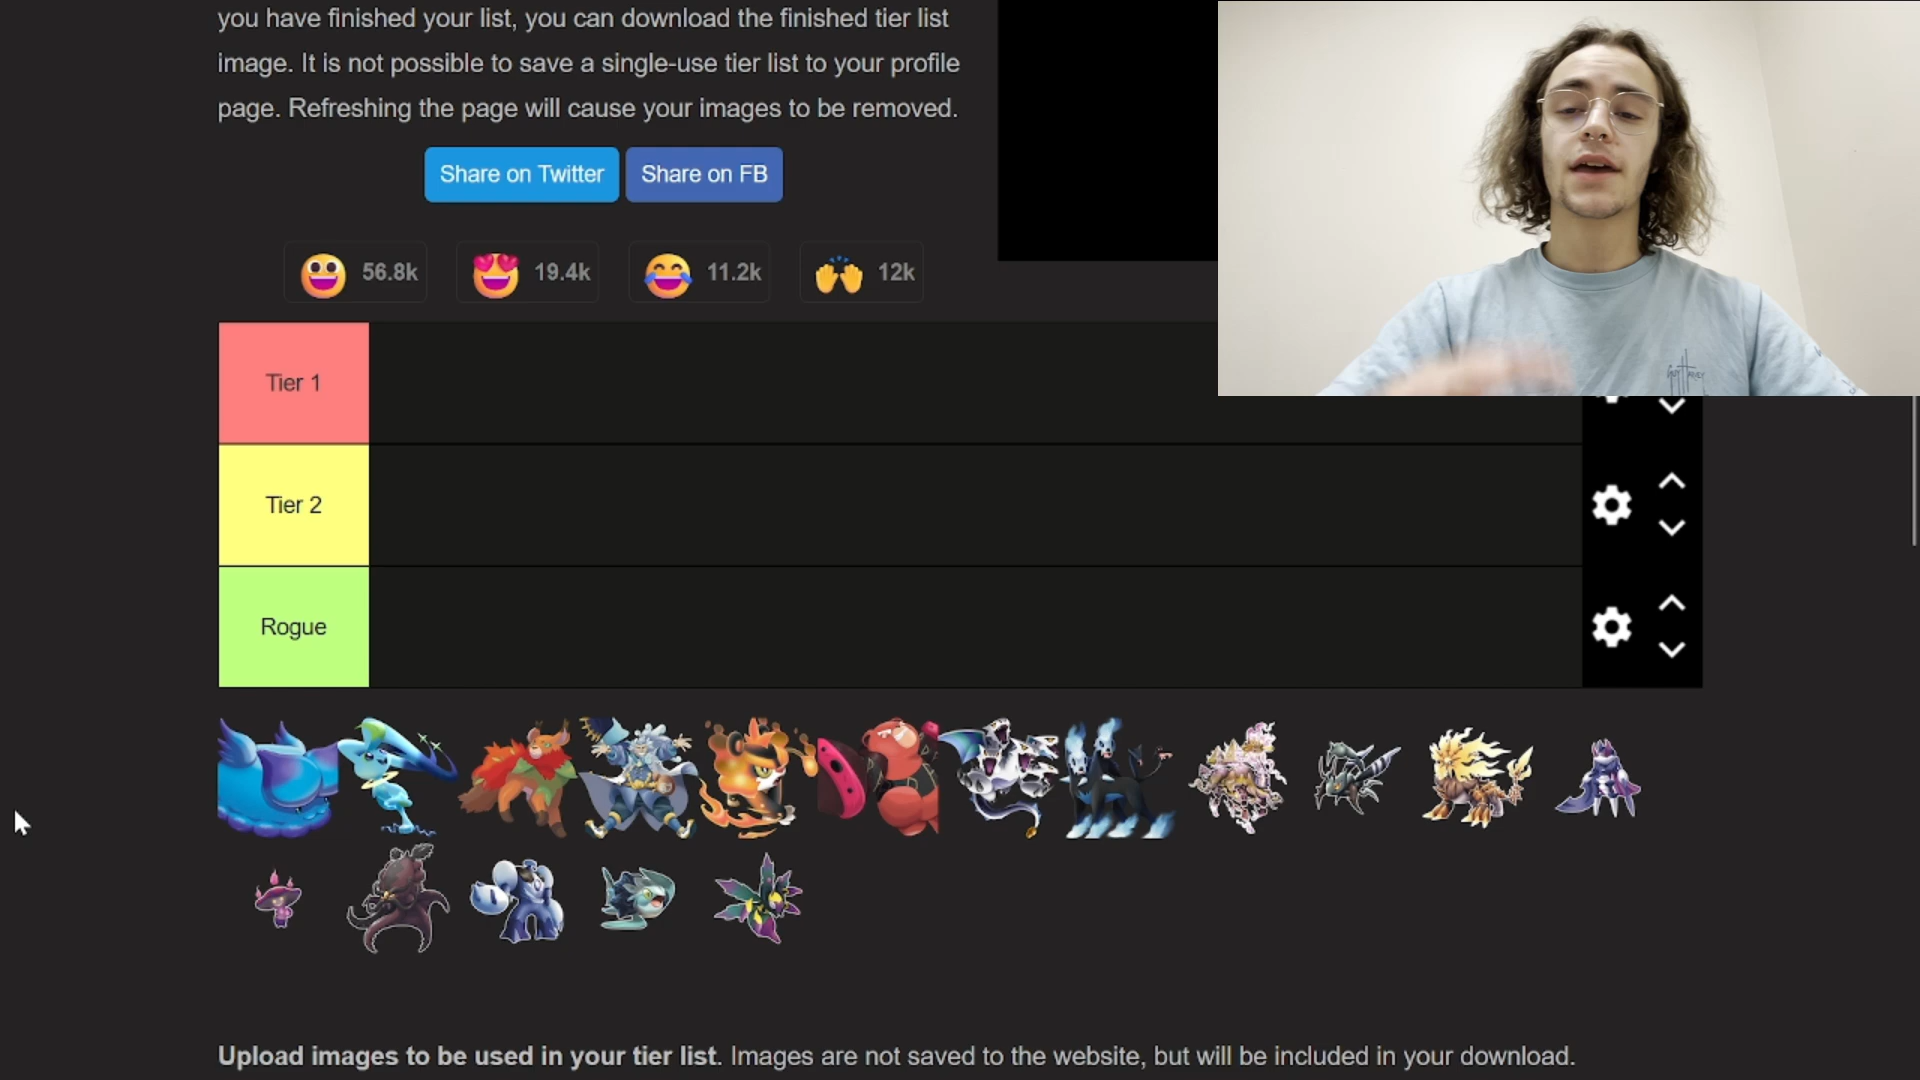 you have finished your list, you can download the finished tier list
image. It is not possible to save a single-use tier list to your profile
page. Refreshing the page will cause your images to be removed.
Share on Twitter
Share on FB
56.8k
19.4k
11.2k
12k
Tier 1
Tier 2
Rogue
Upload images to be used in your tier list. Images are not saved to the website, but will be included in your download.